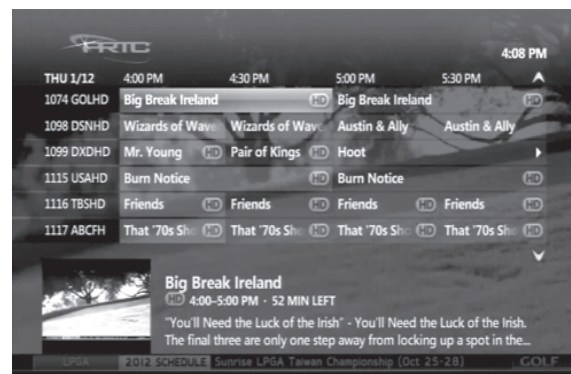 FRTC
4:08 PM
THU 1/12 4:00 PM 4:30 PM 5:00 PM 5:30 PM
1074 GOLHD Big Break Ireland HD Big Break Ireland HD
1098 DSNHD Wizards of Wave Wizards of Wave Austin & Ally Austin & Ally
1099 DXDHD Mr. Young HD Pair of Kings HD Hoot
1115 USAHD Burn Notice HD Burn Notice HD
1116 TBSHD Friends HD Friends HD Friends HD Friends HD
1117 ABCFH That '70s Sho HD That '70s Sho HD That '70s Sho HD That '70s Sho HD
Big Break Ireland
HD 4:00–5:00 PM · 52 MIN LEFT
"You'll Need the Luck of the Irish" - You'll Need the Luck of the Irish.
The final three are only one step away from locking up a spot in the...
LPGA 2012 SCHEDULE Sunrise LPGA Taiwan Championship (Oct 25-28) GOLF